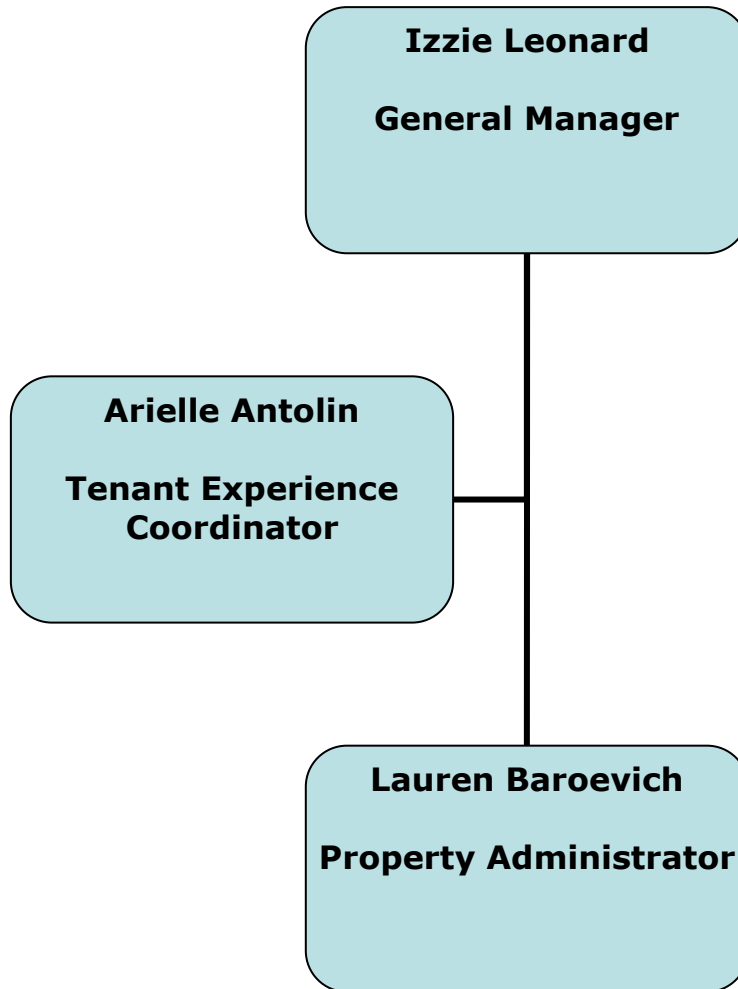 Izzie Leonard
General Manager
Arielle Antolin
Tenant Experience
Coordinator
Lauren Baroevich
Property Administrator